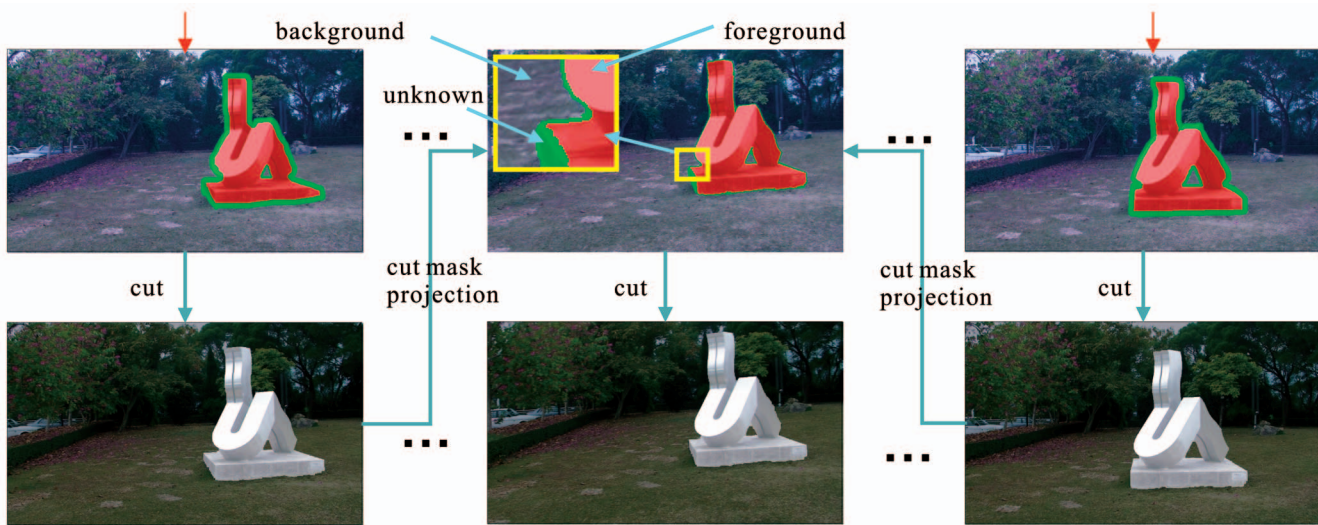 background
foreground
unknown
cut
cut mask
projection
cut
cut mask
projection
cut